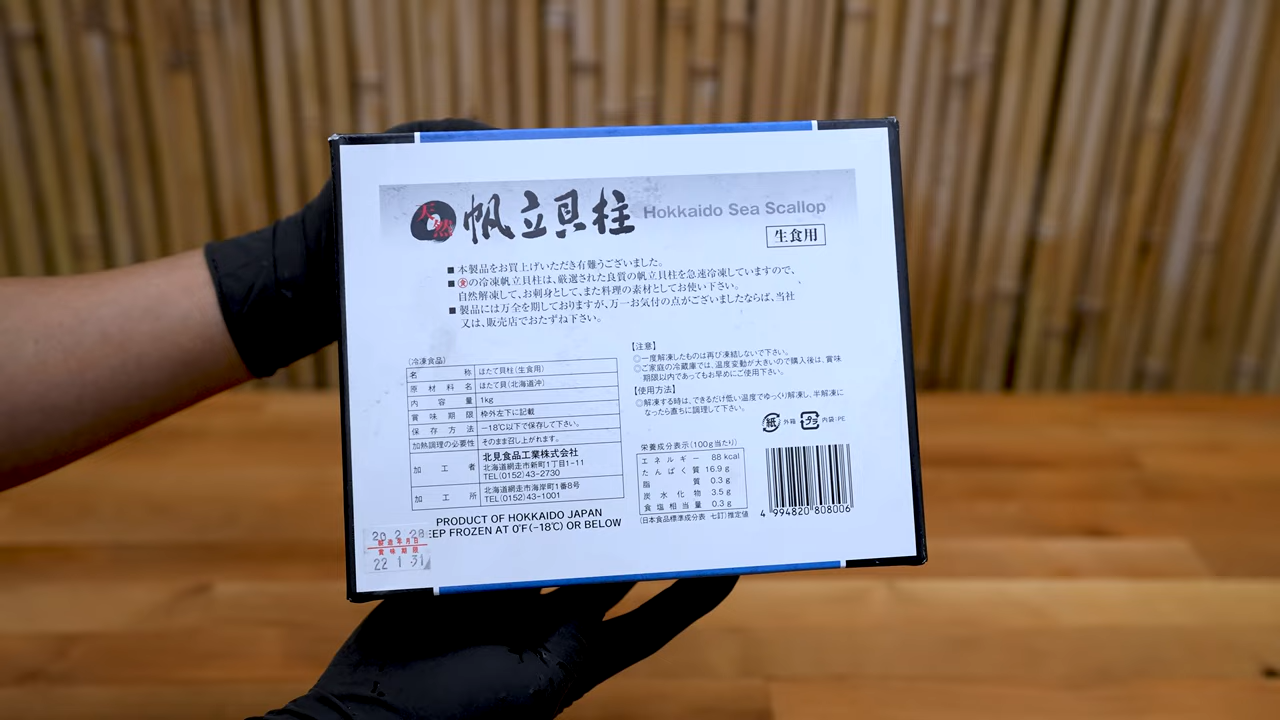 天然
帆立貝柱 Hokkaido Sea Scallop
生食用
■ 本製品をお買上げいただき有難うございました。
■ の冷凍帆立貝柱は、厳選された良質の帆立貝柱を急速冷凍していますので、
自然解凍して、お刺身として、また料理の素材としてお使い下さい。
■ 製品には万全を期しておりますが、万一お気付の点がございましたならば、当社
又は、販売店でおたずね下さい。
(冷凍食品)
名称 ほたて貝柱(生食用)
原材料名 ほたて貝(北海道沖)
内容量 1kg
賞味期限 枠外左下に記載
保存方法 −18℃以下で保存して下さい。
加熱調理の必要性 そのまま召し上がれます。
加工者 北見食品工業株式会社
北海道網走市新町1丁目1-11
TEL(0152)43-2730
加工所 北海道網走市海岸町1番8号
TEL(0152)43-1001
PRODUCT OF HOKKAIDO JAPAN
EEP FROZEN AT 0°F(−18℃) OR BELOW
20 2 28
製造年月日
賞味期限
22 1 31
【注意】
◎一度解凍したものは再び凍結しないで下さい。
◎ご家庭の冷蔵庫では、温度変動が大きいので購入後は、賞味
期限以内であってもお早めにご使用下さい。
【使用方法】
◎解凍する時は、できるだけ低い温度でゆっくり解凍し、半解凍に
なったら直ちに調理して下さい。
紙 外箱 プラ 内袋:PE
栄養成分表示(100g当たり)
エネルギー 88 kcal
たんぱく質 16.9 g
脂質 0.3 g
炭水化物 3.5 g
食塩相当量 0.3 g
(日本食品標準成分表 七訂)推定値
4 994820 808006